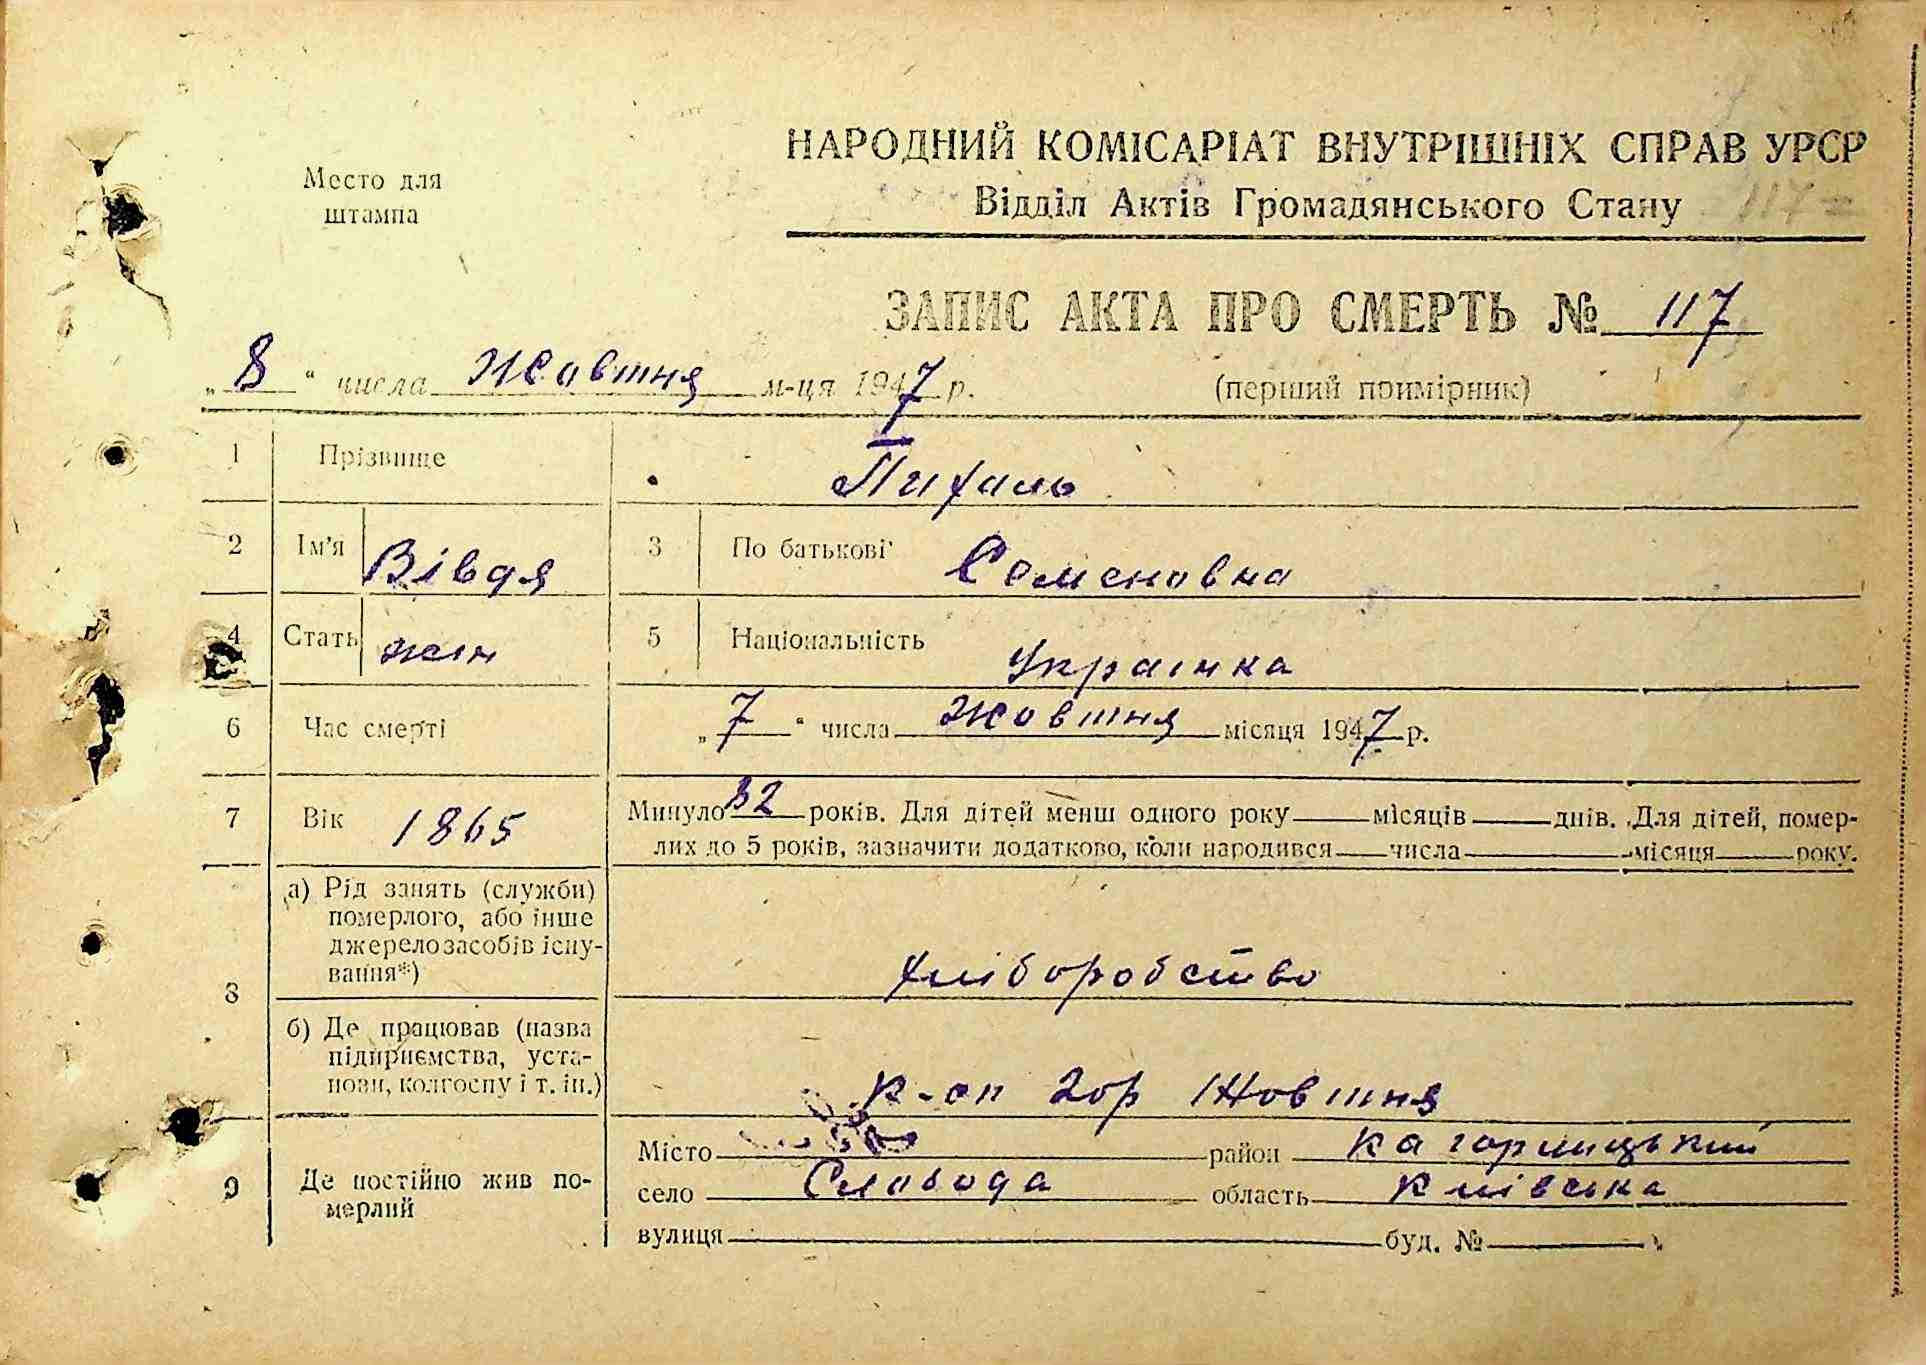 НАРОДНИЙ КОМІСАРІАТ ВНУТРІШНІХ СПРАВ УРСР
Место для
штампа
Відділ Актів Громадянського Стану 117
ЗАПИС АКТА ПРО СМЕРТЬ № 117
„8“ числа Жовтня м-ця 1947 р. (перший примірник)
1 Прізвище Пихаль
2 Ім'я Вівдя 3 По батькові Семеновна
4 Стать жін 5 Національність Украінка
6 Час смерті „7“ числа Жовтня місяця 1947 р.
7 Вік 1865 Минуло 82 років. Для дітей менш одного року місяців днів. Для дітей, помер-
лих до 5 років, зазначити додатково, коли народився числа місяця року.
8 а) Рід занять (служби)
померлого, або інше
джерело засобів існу-
вання*) хліборобство
б) Де працював (назва
підприємства, уста-
нови, колгоспу і т. ін.) к-сп 2ор Жовтня
9 Де постійно жив по-
мерлий
Місто район Кагорлицький
село Слобода область Київська
вулиця буд. №